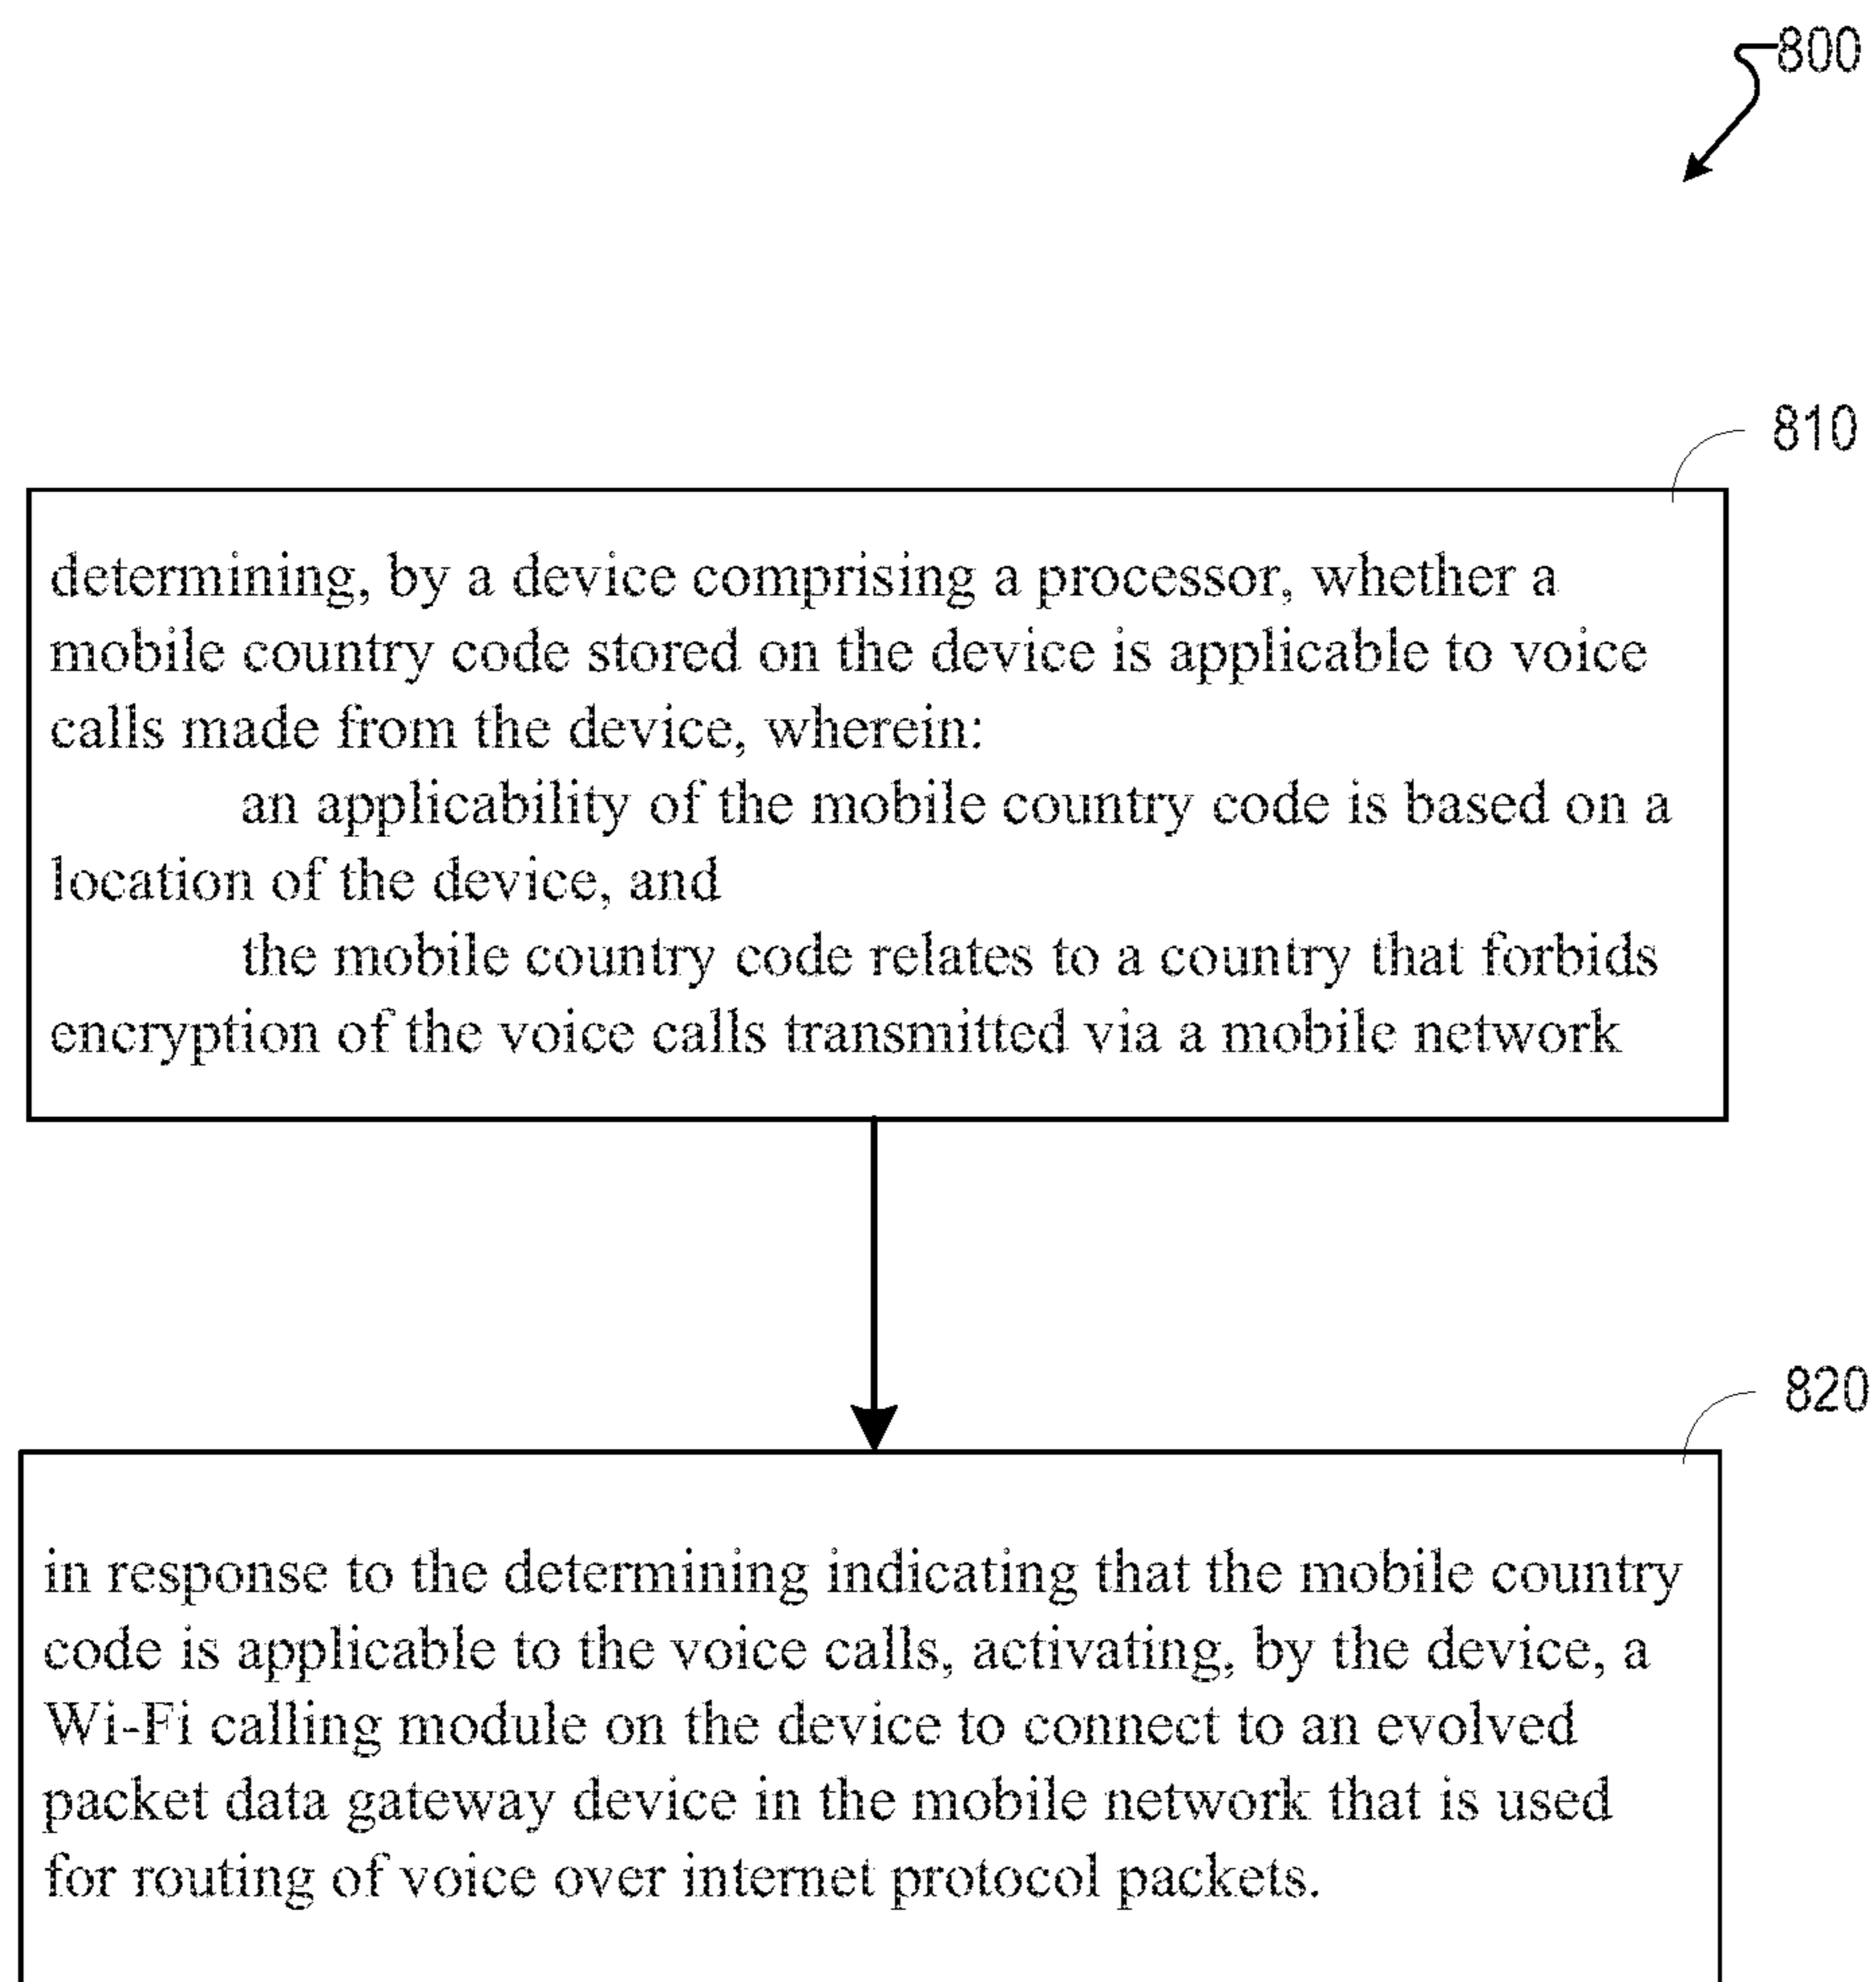 800
810
determining, by a device comprising a processor, whether a
mobile country code stored on the device is applicable to voice
calls made from the device, wherein:
an applicability of the mobile country code is based on a
location of the device, and
the mobile country code relates to a country that forbids
encryption of the voice calls transmitted via a mobile network
820
in response to the determining indicating that the mobile country
code is applicable to the voice calls, activating, by the device, a
Wi-Fi calling module on the device to connect to an evolved
packet data gateway device in the mobile network that is used
for routing of voice over internet protocol packets.